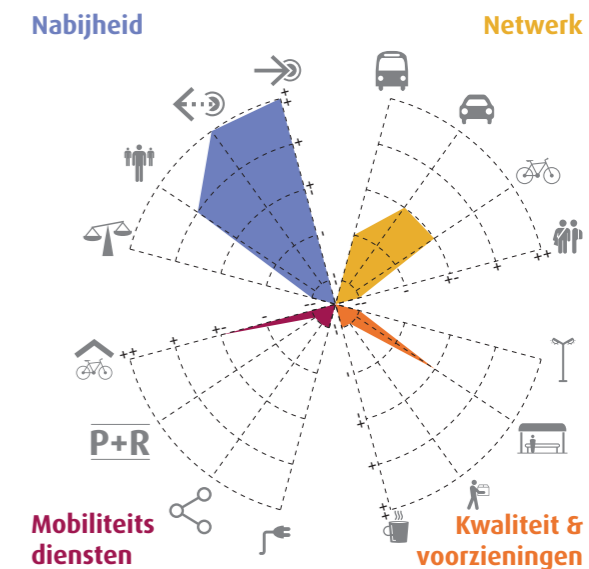 Nabijheid
Netwerk
P+R
Mobiliteits
diensten
Kwaliteit &
voorzieningen